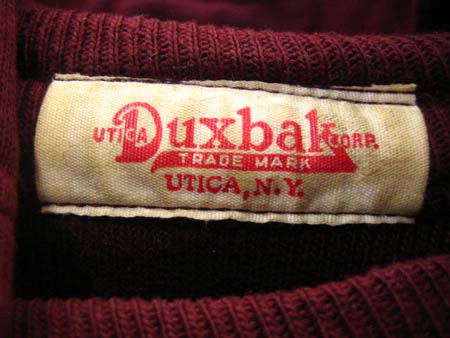 UTICA Duxbak CORP.
TRADE MARK
UTICA, N.Y.